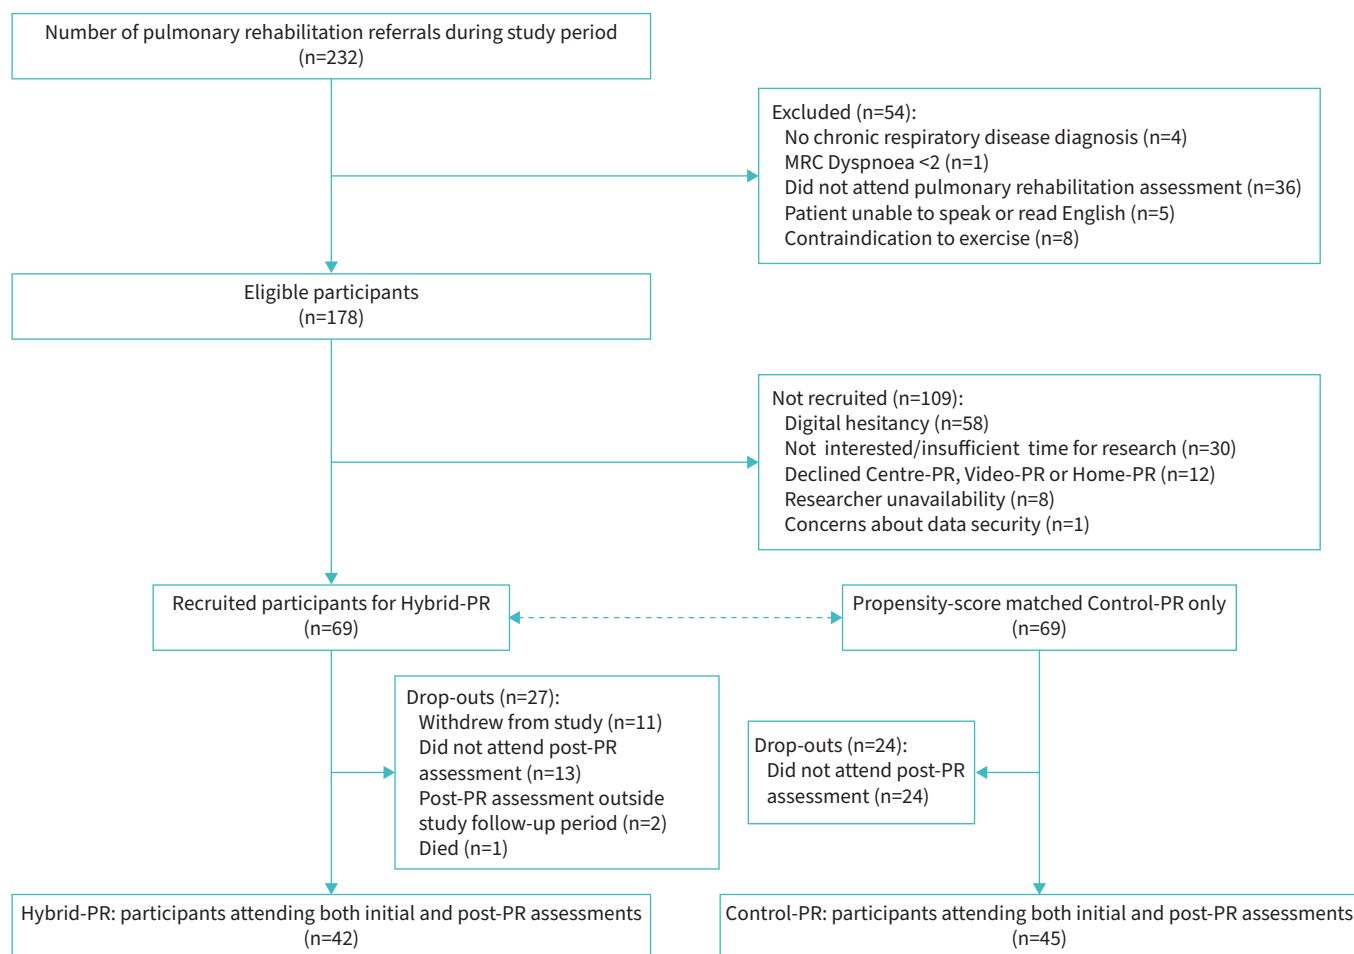 Number of pulmonary rehabilitation referrals during study period
(n=232)
Excluded (n=54):
No chronic respiratory disease diagnosis (n=4)
MRC Dyspnoea <2 (n=1)
Did not attend pulmonary rehabilitation assessment (n=36)
Patient unable to speak or read English (n=5)
Contraindication to exercise (n=8)
Eligible participants
(n=178)
Not recruited (n=109):
Digital hesitancy (n=58)
Not interested/insufficient time for research (n=30)
Declined Centre-PR, Video-PR or Home-PR (n=12)
Researcher unavailability (n=8)
Concerns about data security (n=1)
Recruited participants for Hybrid-PR
(n=69)
Propensity-score matched Control-PR only
(n=69)
Drop-outs (n=27):
Withdrew from study (n=11)
Did not attend post-PR
assessment (n=13)
Post-PR assessment outside
study follow-up period (n=2)
Died (n=1)
Drop-outs (n=24):
Did not attend post-PR
assessment (n=24)
Hybrid-PR: participants attending both initial and post-PR assessments
(n=42)
Control-PR: participants attending both initial and post-PR assessments
(n=45)